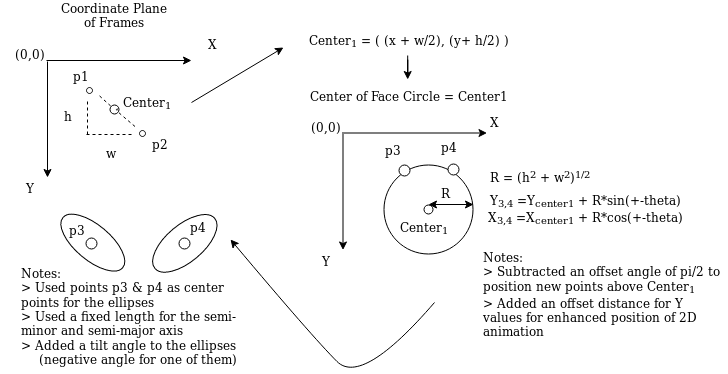 Coordinate Plane
of Frames
(0,0)
X
p1
Center1
h
p2
w
Y
Center1 = ( (x + w/2), (y+ h/2) )
Center of Face Circle = Center1
(0,0)
X
p3
p4
R
Center1
Y
R = (h2 + w2)1/2
Y3,4 =Ycenter1 + R*sin(+-theta)
X3,4=Xcenter1 + R*cos(+-theta)
Notes:
> Subtracted an offset angle of pi/2 to
position new points above Center1
> Added an offset distance for Y
values for enhanced position of 2D
animation
p3
p4
Notes:
> Used points p3 & p4 as center
points for the ellipses
> Used a fixed length for the semi-
minor and semi-major axis
> Added a tilt angle to the ellipses
(negative angle for one of them)